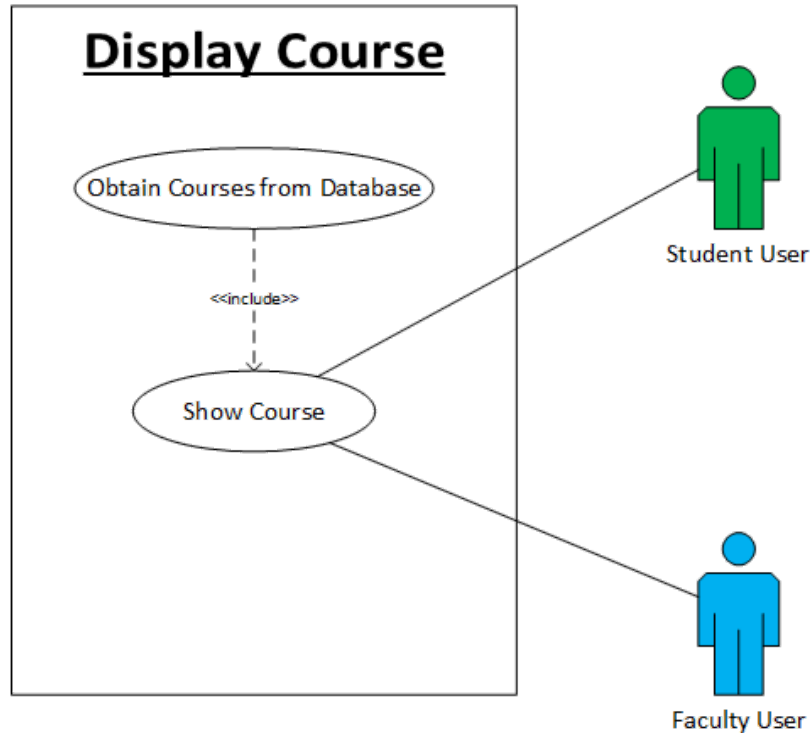 Display Course
Obtain Courses from Database
<<include>>
Show Course
Student User
Faculty User